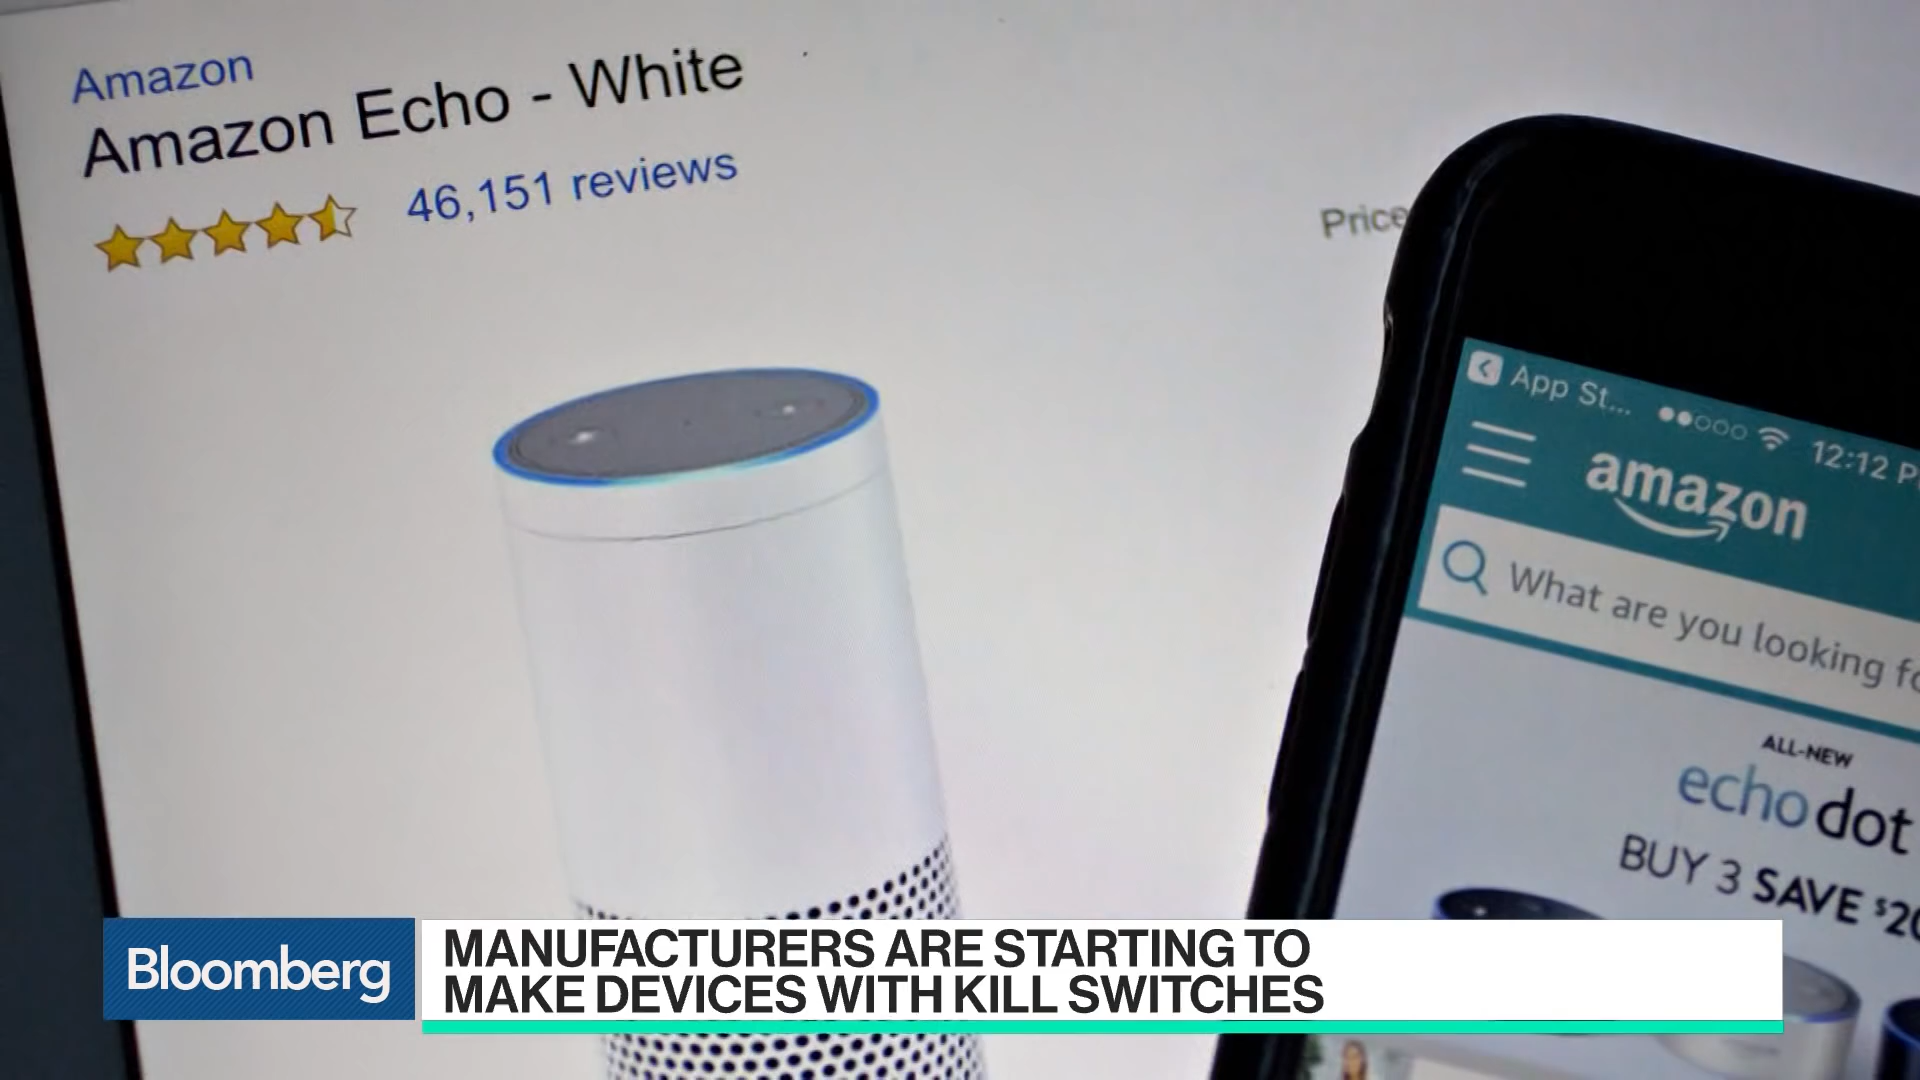 Amazon
Amazon Echo - White
46,151 reviews
Price
App St...
12:12 P
amazon
What are you looking fo
ALL-NEW
echo dot
BUY 3 SAVE $20
Bloomberg
MANUFACTURERS ARE STARTING TO
MAKE DEVICES WITH KILL SWITCHES